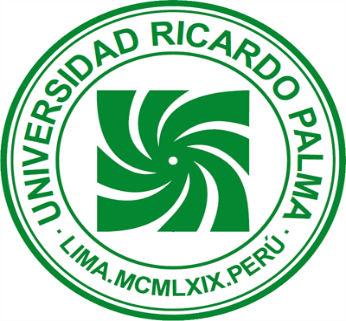 UNIVERSIDAD RICARDO PALMA
· LIMA.MCMLXIX.PERÚ ·